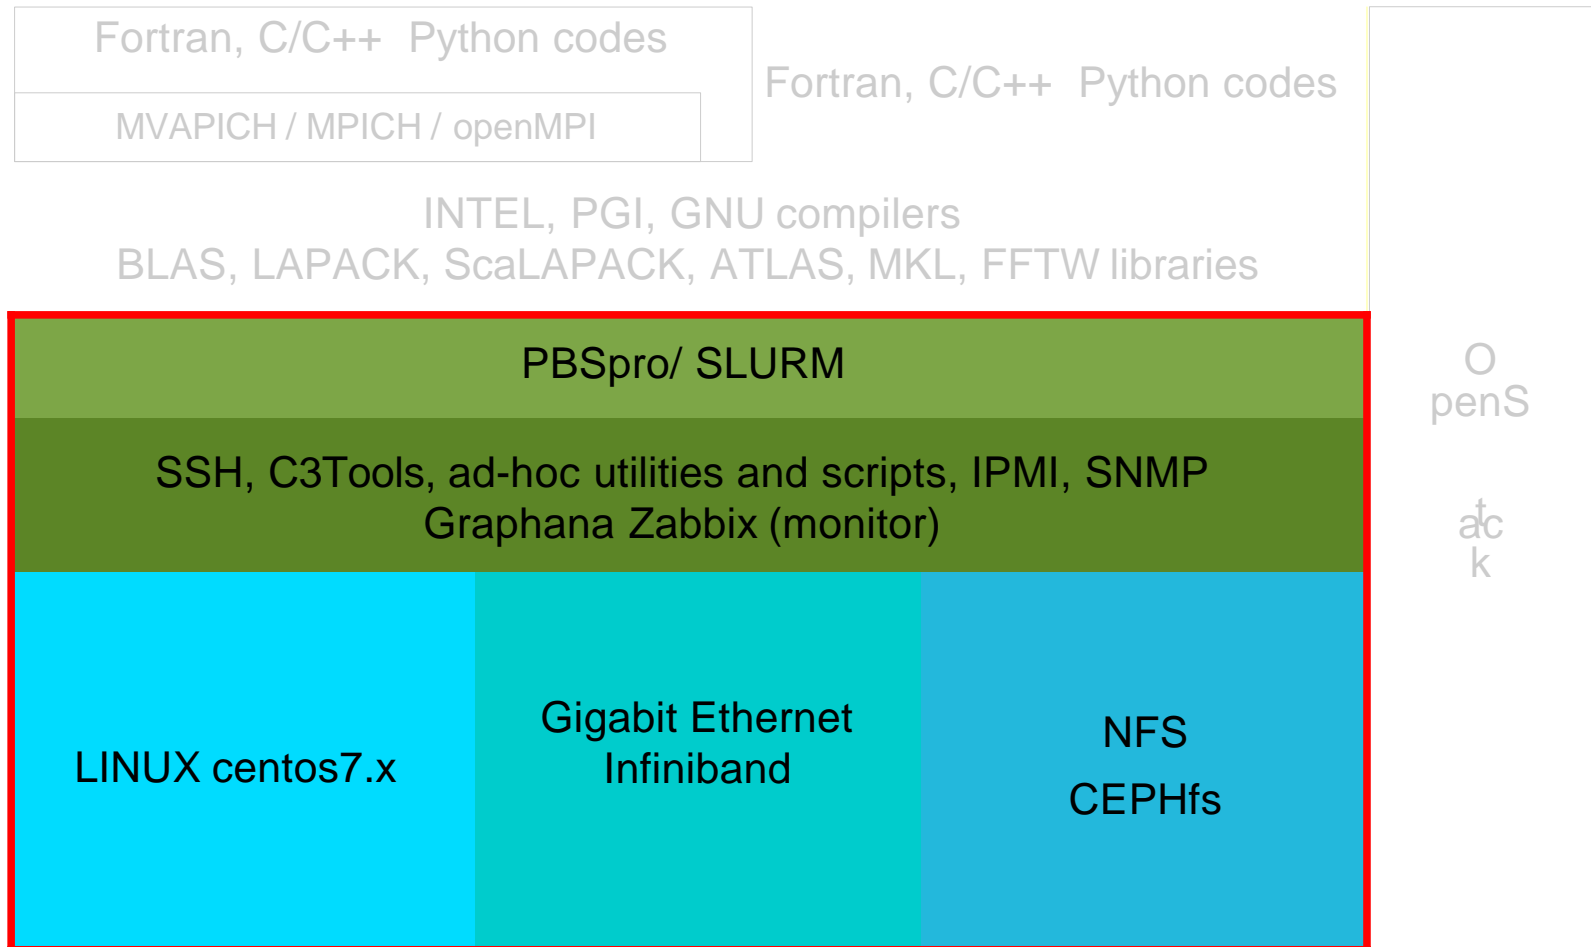 Fortran, C/C++ Python codes
MVAPICH / MPICH / openMPI
Fortran, C/C++ Python codes
INTEL, PGI, GNU compilers
BLAS, LAPACK, ScaLAPACK, ATLAS, MKL, FFTW libraries
PBSpro/ SLURM
SSH, C3Tools, ad-hoc utilities and scripts, IPMI, SNMP
Graphana Zabbix (monitor)
LINUX centos7.x
Gigabit Ethernet
Infiniband
NFS
CEPHfs
O
penS
t
ac
k